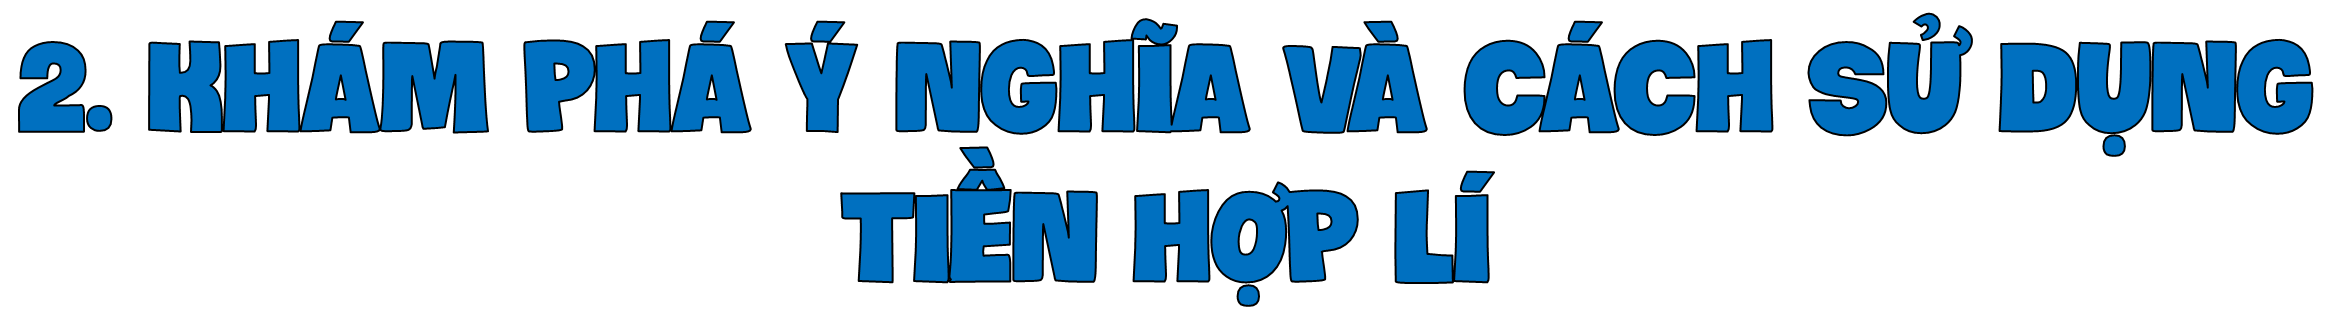 2. KHÁM PHÁ Ý NGHĨA VÀ CÁCH SỬ DỤNG
TIỀN HỢP LÍ